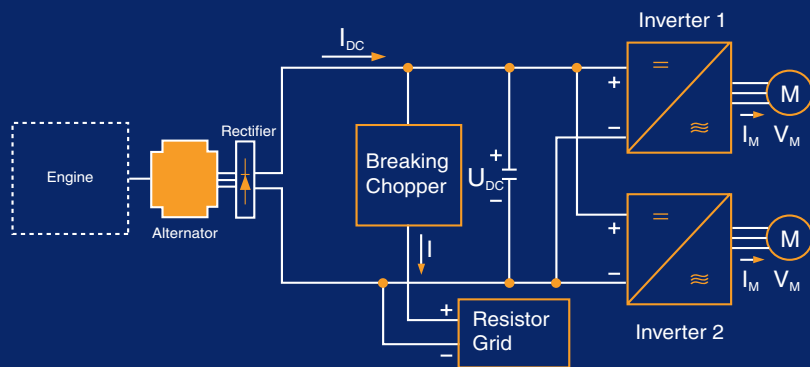 Inverter 1
I_DC
Rectifier
Engine
Alternator
Breaking
Chopper
+
U_DC
−
I
+
−
Resistor
Grid
+
−
=
≋
M
I_M V_M
+
−
=
≋
M
I_M V_M
Inverter 2